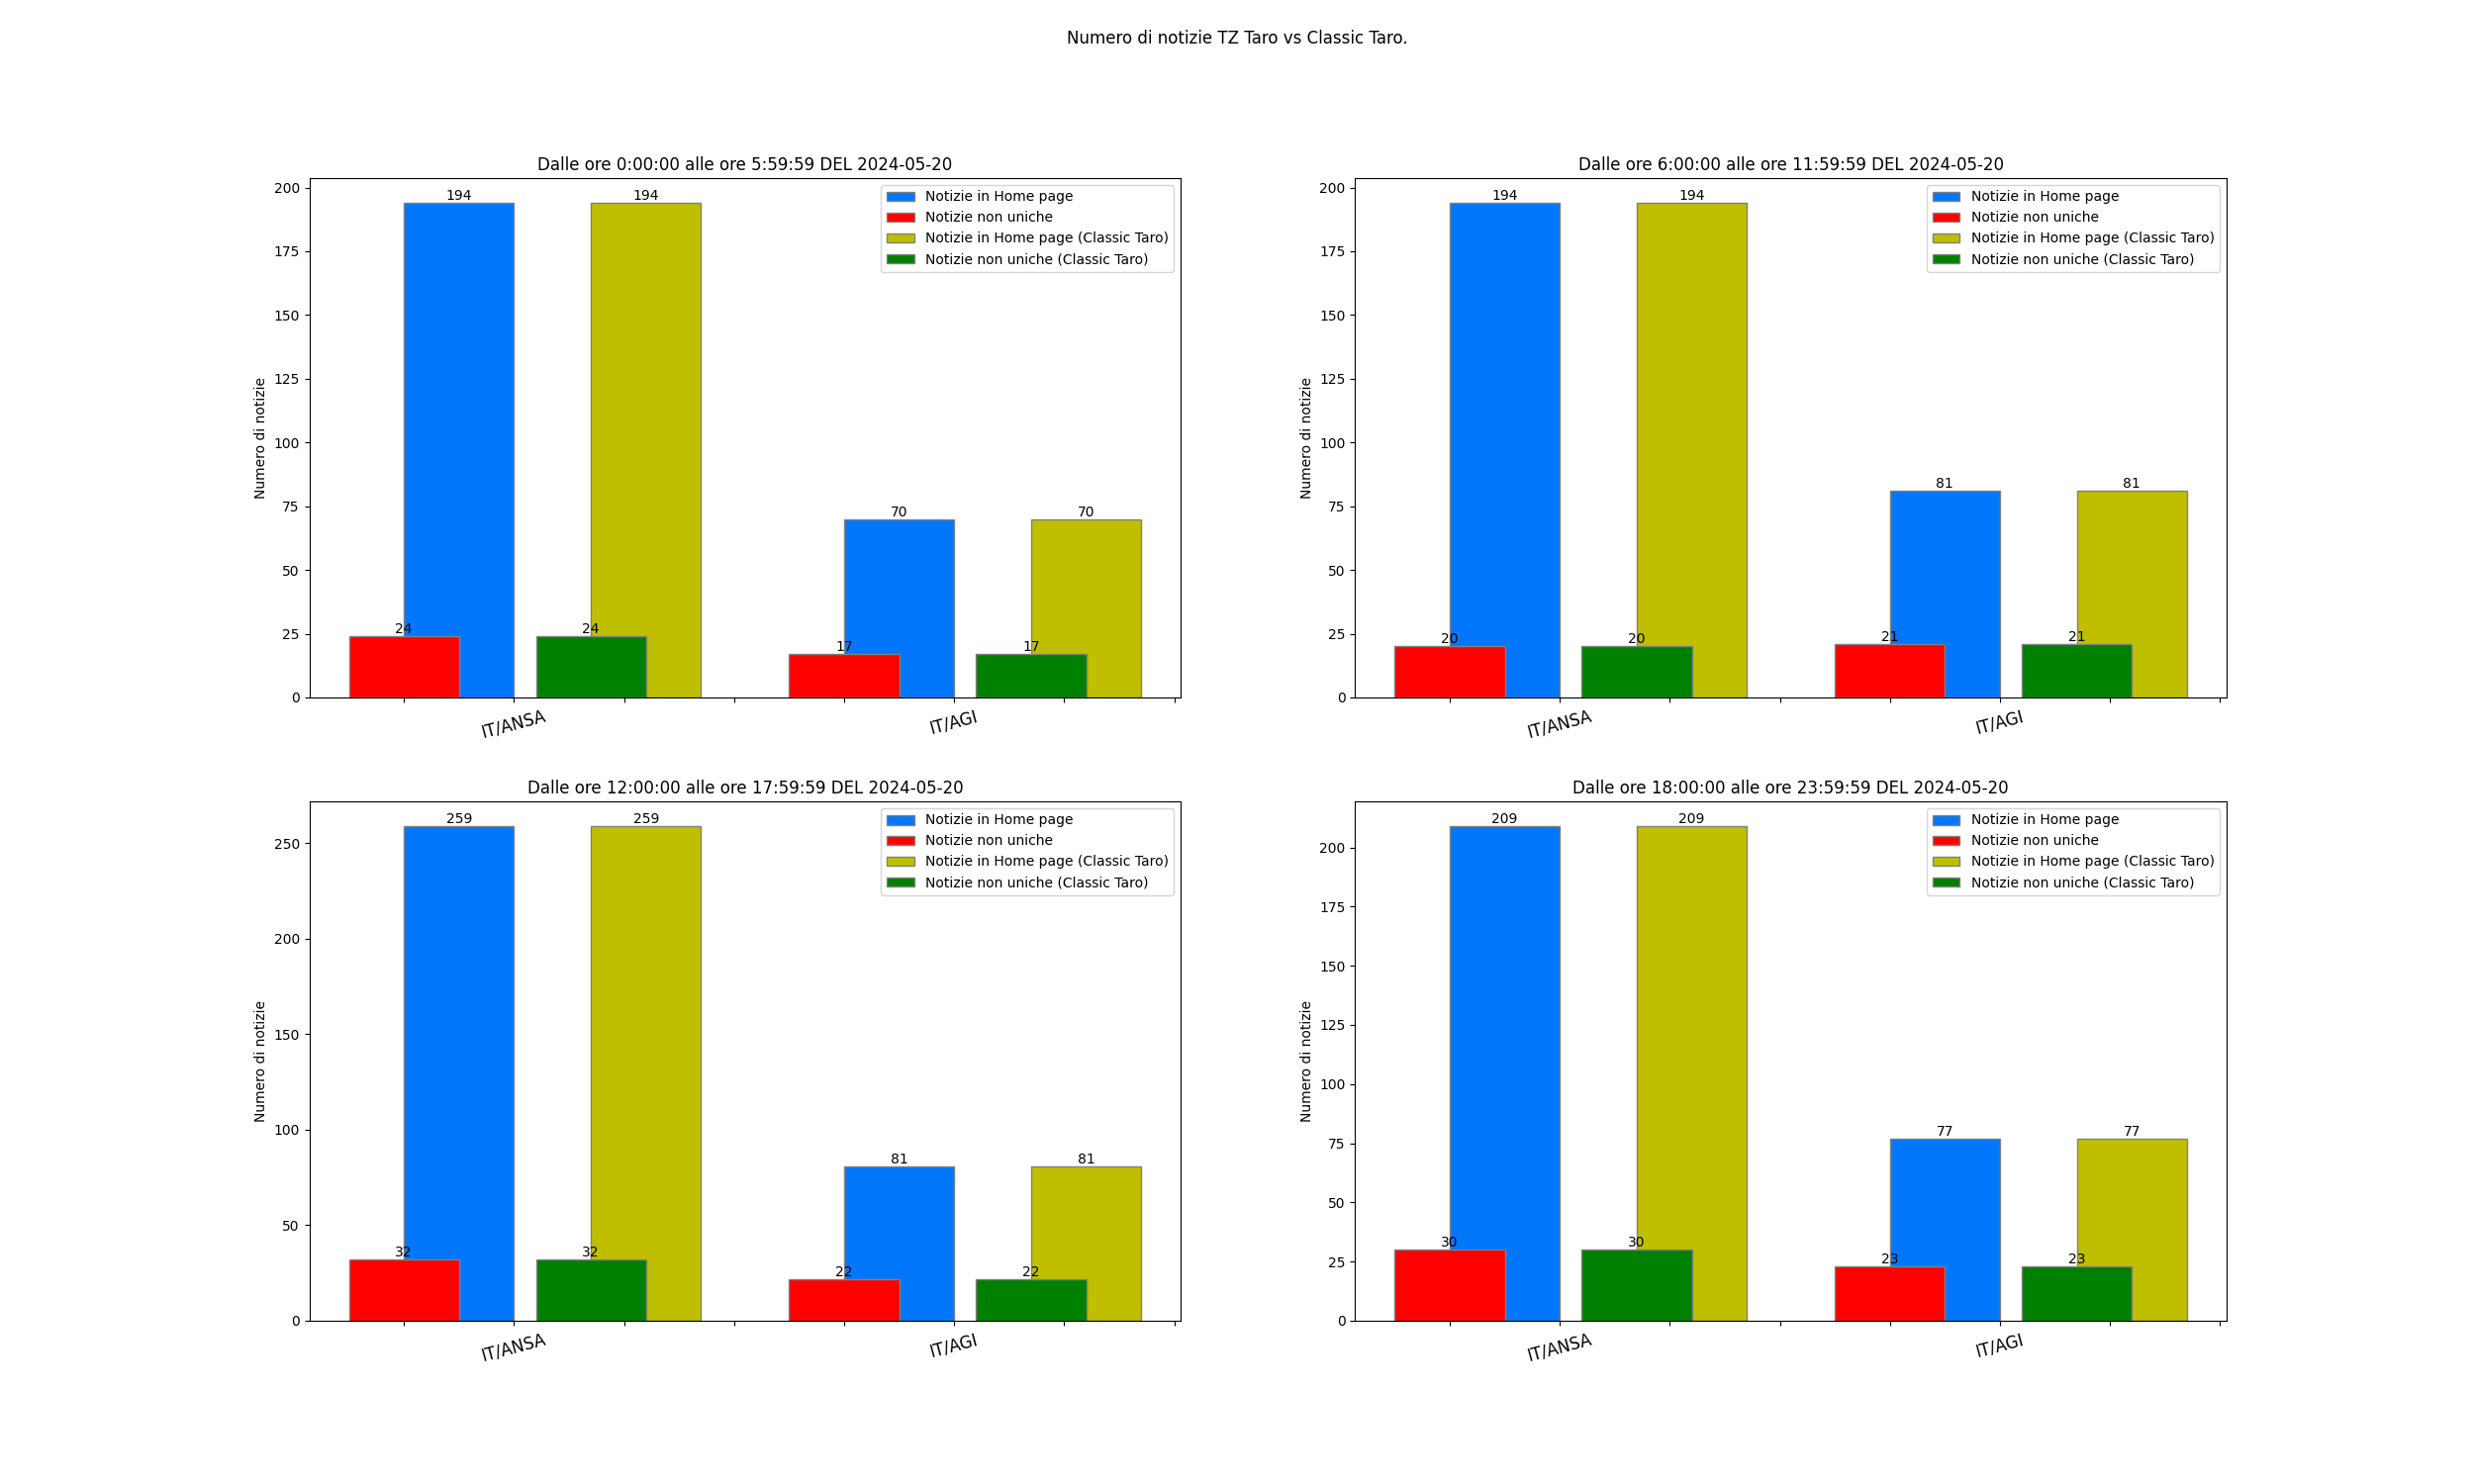 Numero di notizie TZ Taro vs Classic Taro.
Dalle ore 0:00:00 alle ore 5:59:59 DEL 2024-05-20
Numero di notizie
200
175
150
125
100
75
50
25
0
194
194
24
24
70
70
17
17
Notizie in Home page
Notizie non uniche
Notizie in Home page (Classic Taro)
Notizie non uniche (Classic Taro)
IT/ANSA
IT/AGI
Dalle ore 6:00:00 alle ore 11:59:59 DEL 2024-05-20
Numero di notizie
200
175
150
125
100
75
50
25
0
194
194
20
20
81
81
21
21
Notizie in Home page
Notizie non uniche
Notizie in Home page (Classic Taro)
Notizie non uniche (Classic Taro)
IT/ANSA
IT/AGI
Dalle ore 12:00:00 alle ore 17:59:59 DEL 2024-05-20
Numero di notizie
250
200
150
100
50
0
259
259
32
32
81
81
22
22
Notizie in Home page
Notizie non uniche
Notizie in Home page (Classic Taro)
Notizie non uniche (Classic Taro)
IT/ANSA
IT/AGI
Dalle ore 18:00:00 alle ore 23:59:59 DEL 2024-05-20
Numero di notizie
200
175
150
125
100
75
50
25
0
209
209
30
30
77
77
23
23
Notizie in Home page
Notizie non uniche
Notizie in Home page (Classic Taro)
Notizie non uniche (Classic Taro)
IT/ANSA
IT/AGI